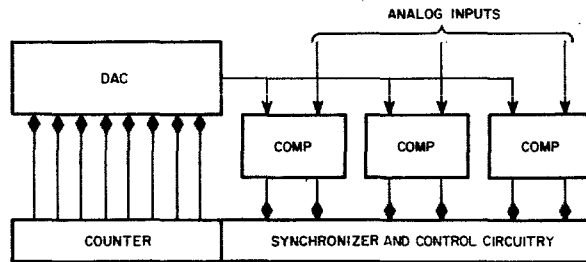 ANALOG INPUTS
DAC
COMP COMP COMP
COUNTER SYNCHRONIZER AND CONTROL CIRCUITRY